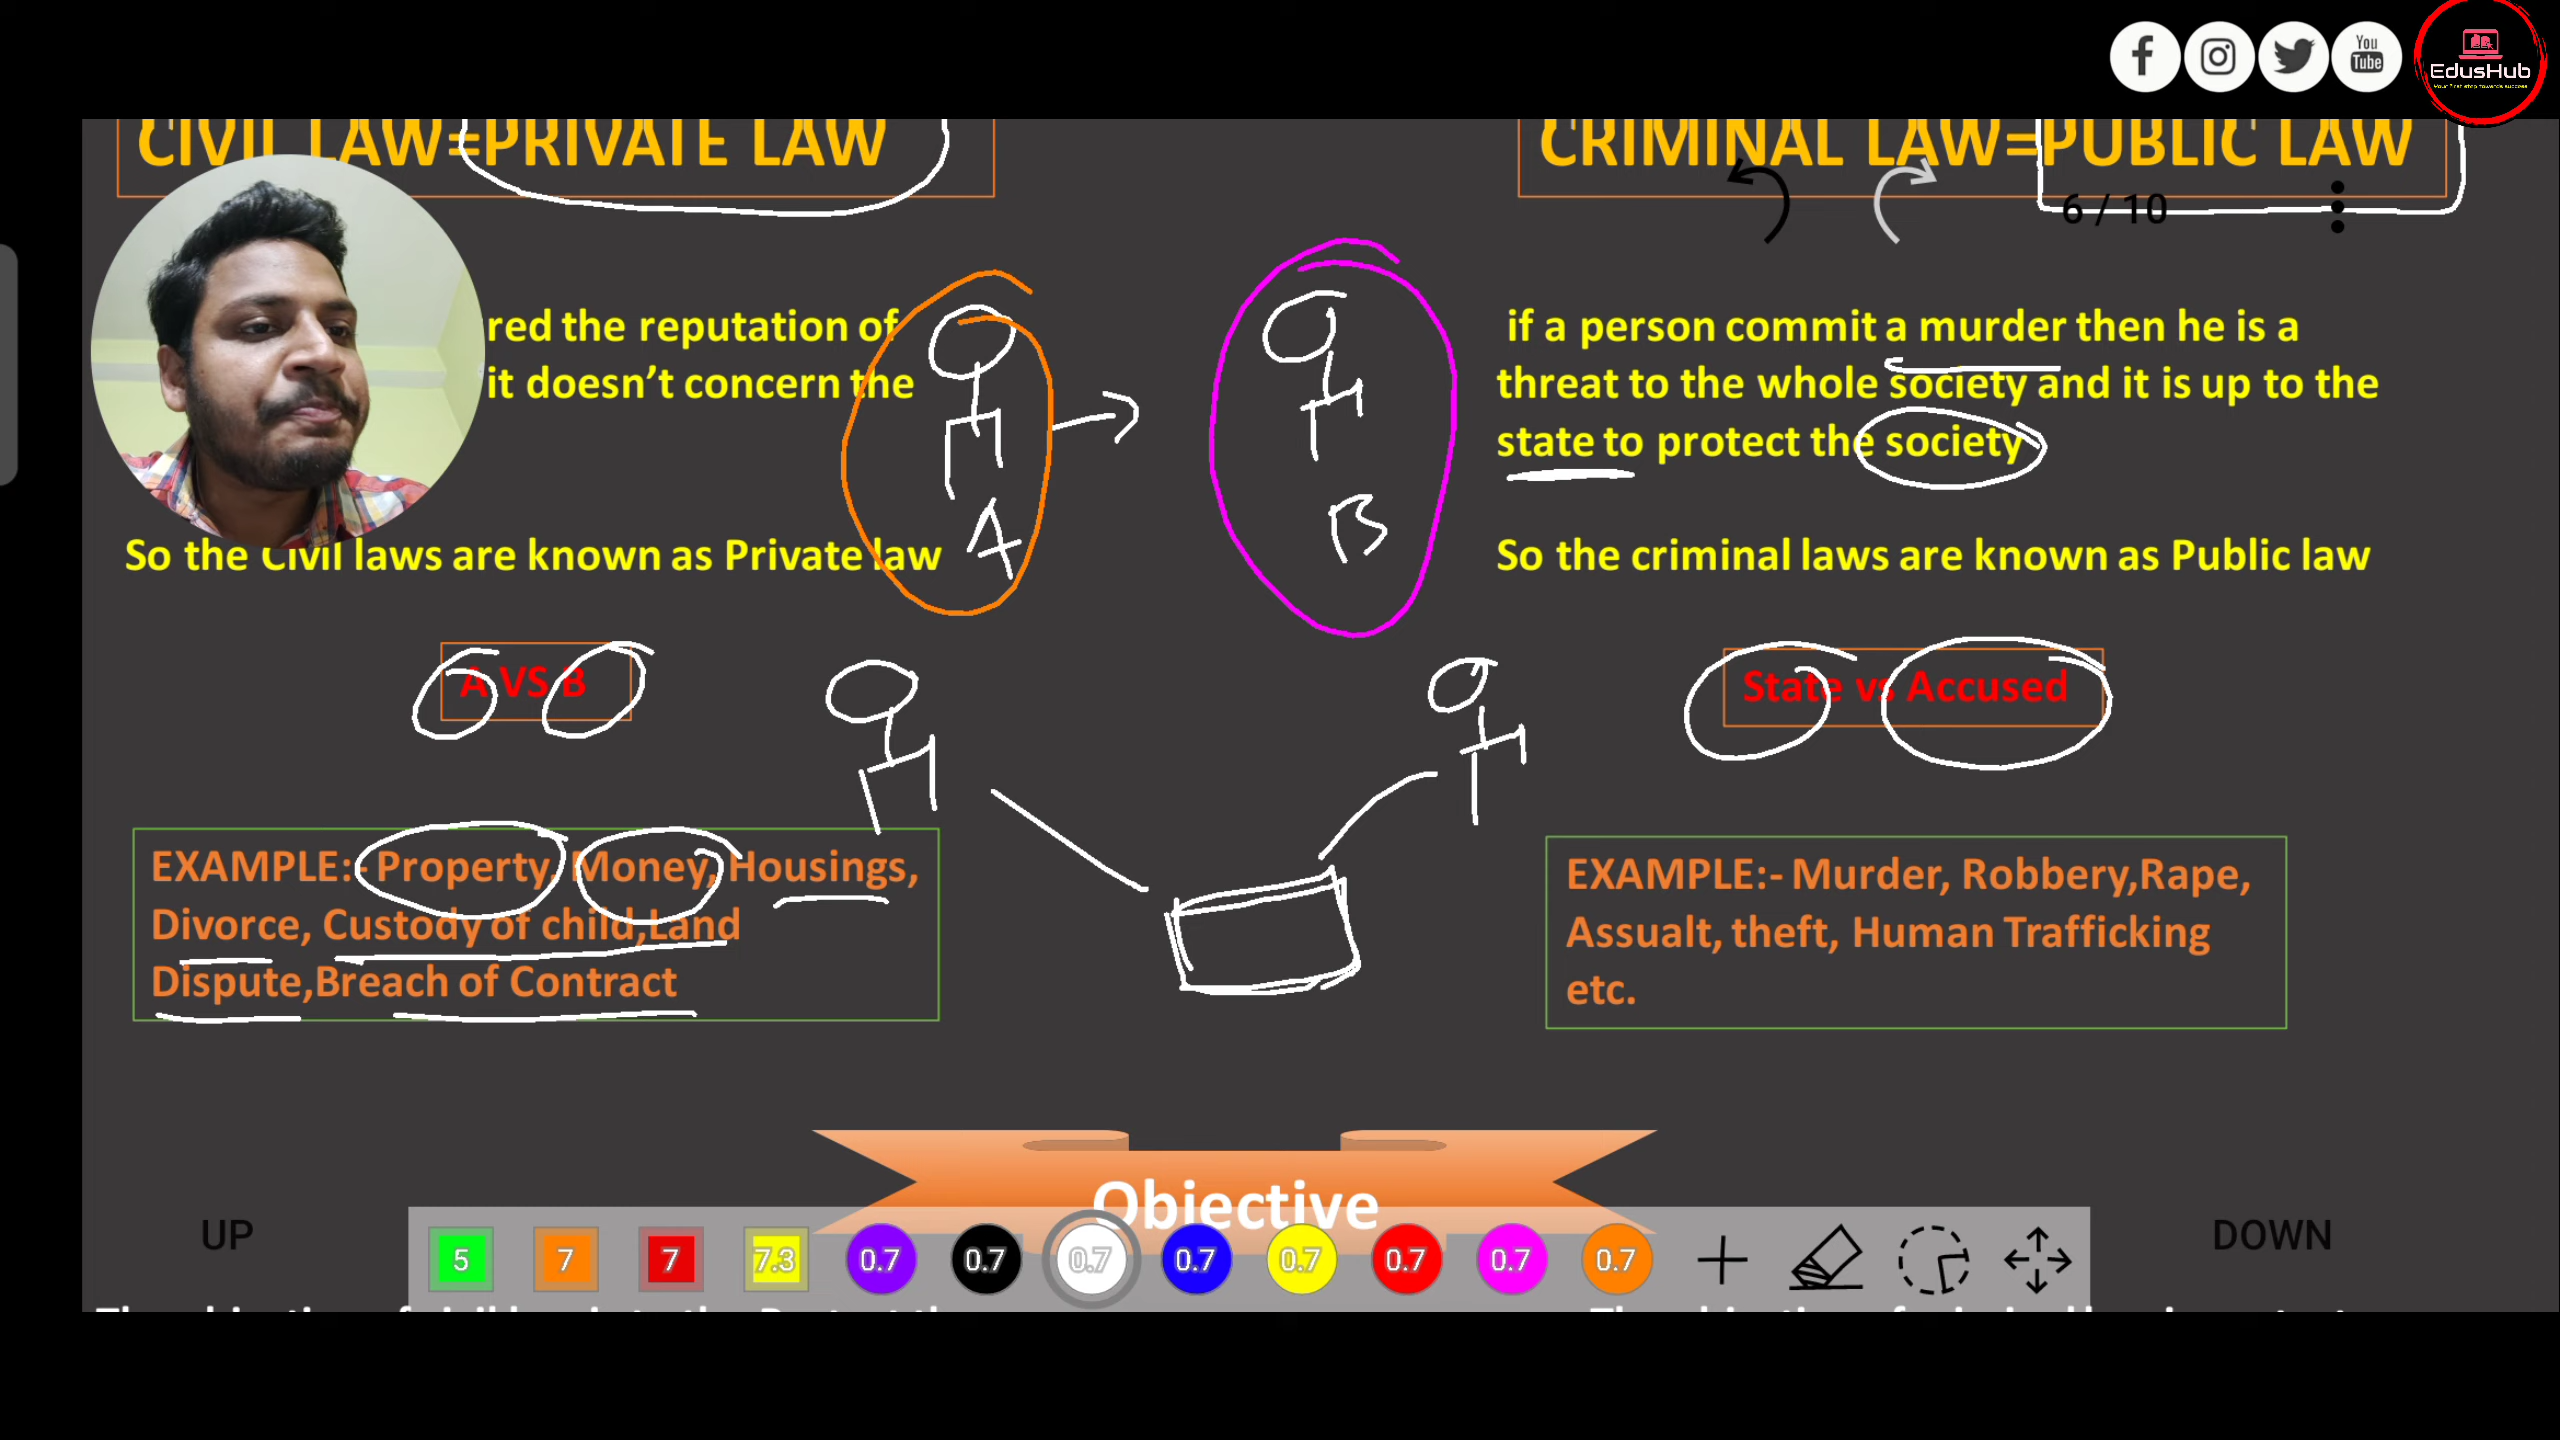 You
Tube
EdusHub
Your first step towards success
CIVIL LAW=PRIVATE LAW
CRIMINAL LAW=PUBLIC LAW
6 / 10
red the reputation of
it doesn't concern the
So the Civil laws are known as Private law
A
B
if a person commit a murder then he is a
threat to the whole society and it is up to the
state to protect the society
So the criminal laws are known as Public law
A VS B
State vs Accused
EXAMPLE:- Property, Money, Housings,
Divorce, Custody of child,Land
Dispute,Breach of Contract
EXAMPLE:- Murder, Robbery,Rape,
Assualt, theft, Human Trafficking
etc.
Objective
UP
5
7
7
7.3
0.7
0.7
0.7
0.7
0.7
0.7
0.7
0.7
DOWN